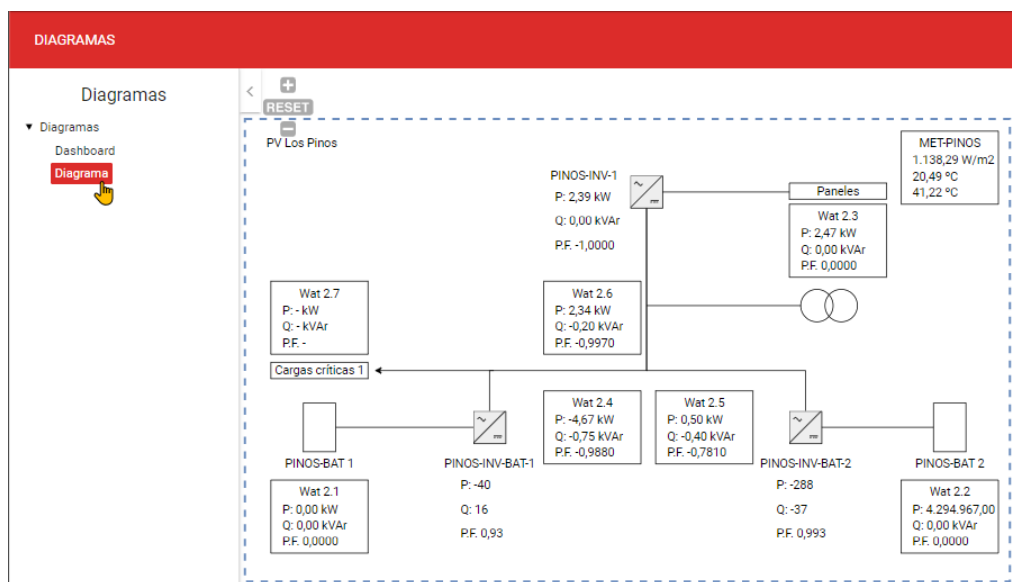 DIAGRAMAS
Diagramas
Diagramas
Dashboard
Diagrama
RESET
PV Los Pinos
MET-PINOS
1.138,29 W/m2
20,49 ºC
41,22 ºC
PINOS-INV-1
P: 2,39 kW
Q: 0,00 kVAr
P.F. -1,0000
Paneles
Wat 2.3
P: 2,47 kW
Q: 0,00 kVAr
P.F. 0,0000
Wat 2.7
P: - kW
Q: - kVAr
P.F. -
Wat 2.6
P: 2,34 kW
Q: -0,20 kVAr
P.F. -0,9970
Cargas críticas 1
Wat 2.4
P: -4,67 kW
Q: -0,75 kVAr
P.F. -0,9880
Wat 2.5
P: 0,50 kW
Q: -0,40 kVAr
P.F. -0,7810
PINOS-BAT 1
PINOS-INV-BAT-1
PINOS-INV-BAT-2
PINOS-BAT 2
Wat 2.1
P: 0,00 kW
Q: 0,00 kVAr
P.F. 0,0000
P: -40
Q: 16
P.F. 0,93
P: -288
Q: -37
P.F. 0,993
Wat 2.2
P: 4.294.967,00
Q: 0,00 kVAr
P.F. 0,0000